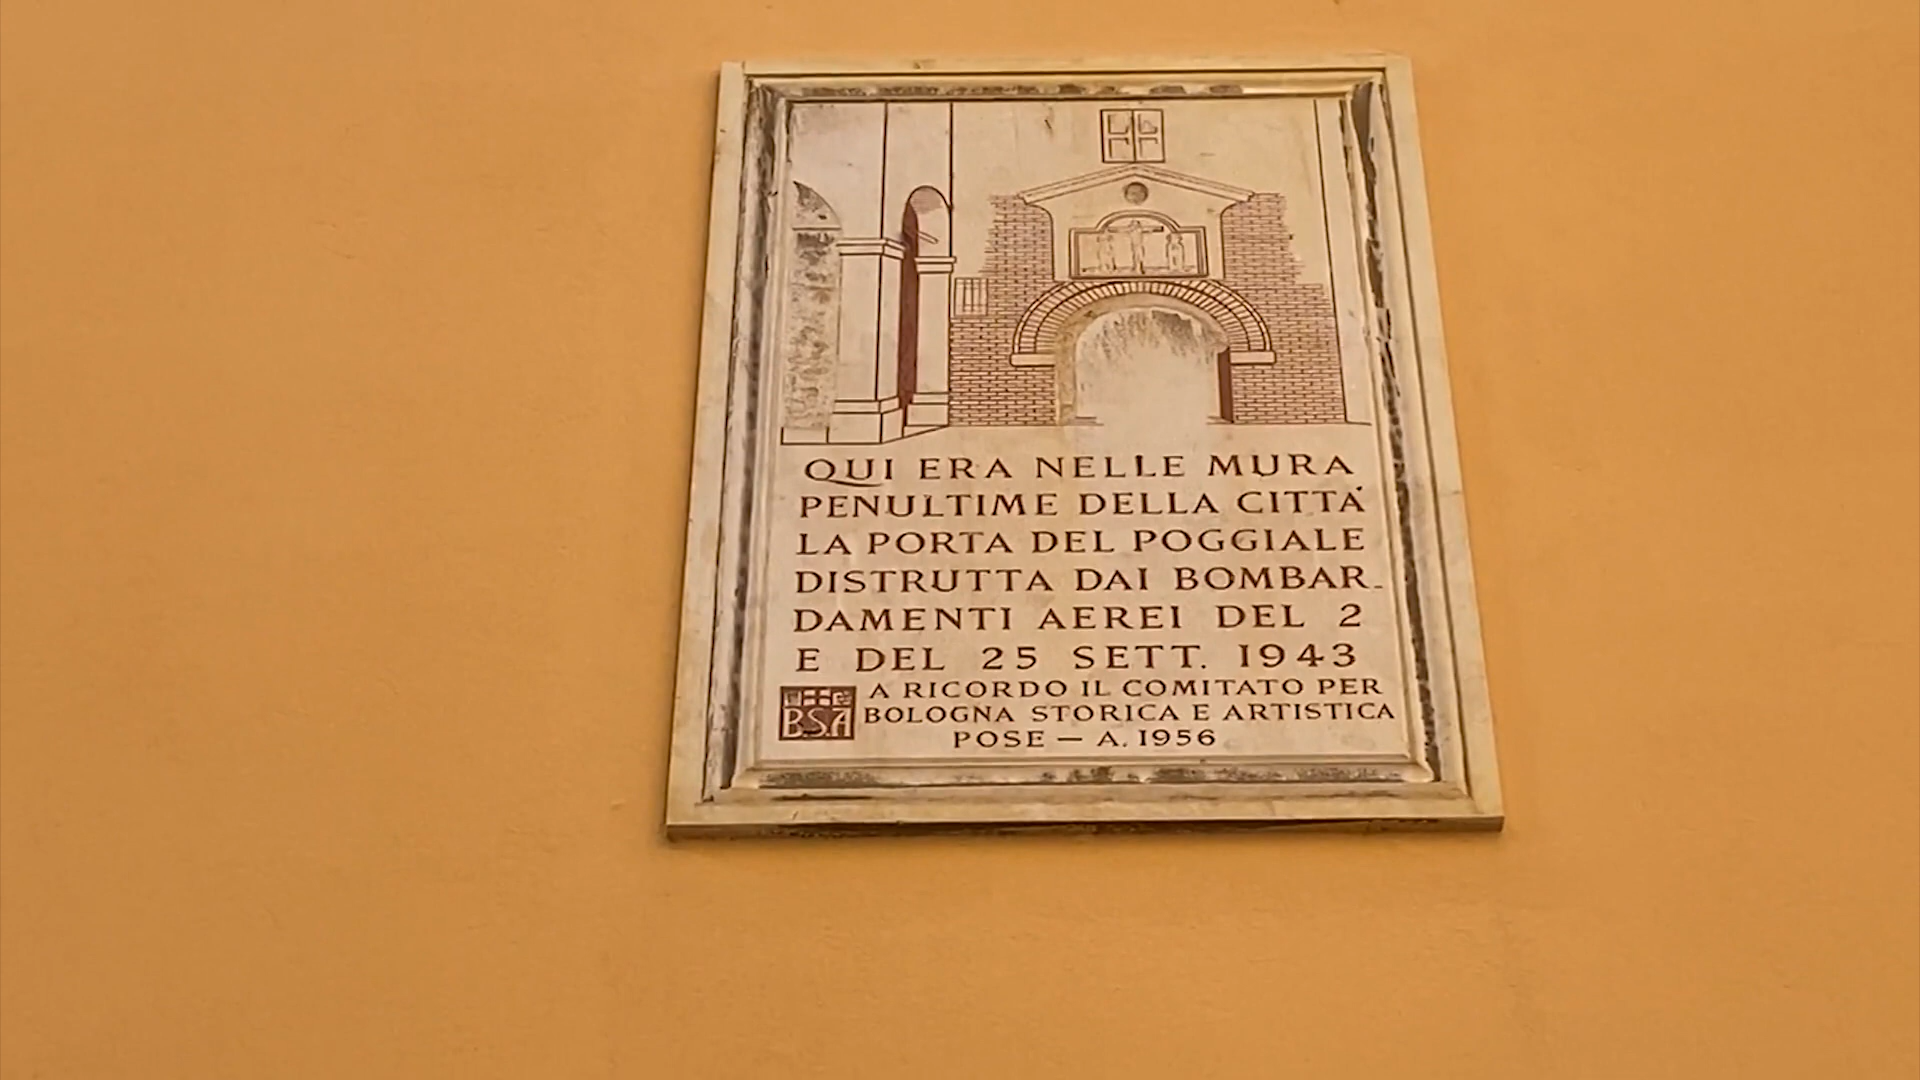 QUI ERA NELLE MURA
PENULTIME DELLA CITTÀ
LA PORTA DEL POGGIALE
DISTRUTTA DAI BOMBAR-
DAMENTI AEREI DEL 2
E DEL 25 SETT. 1943
A RICORDO IL COMITATO PER
B.S.A BOLOGNA STORICA E ARTISTICA
POSE — A. 1956